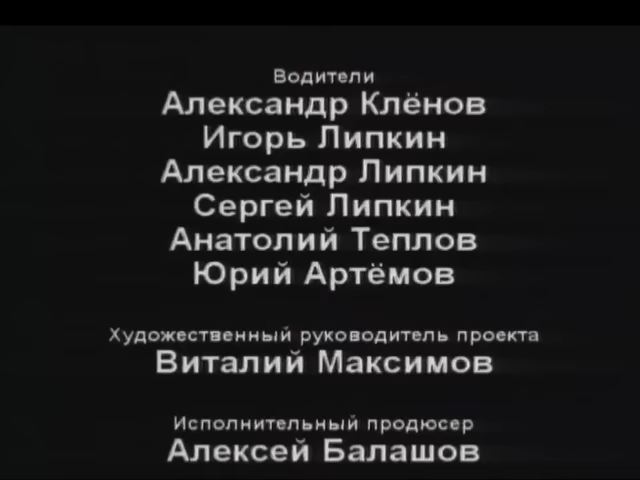 Водители
Александр Клёнов
Игорь Липкин
Александр Липкин
Сергей Липкин
Анатолий Теплов
Юрий Артёмов
Художественный руководитель проекта
Виталий Максимов
Исполнительный продюсер
Алексей Балашов